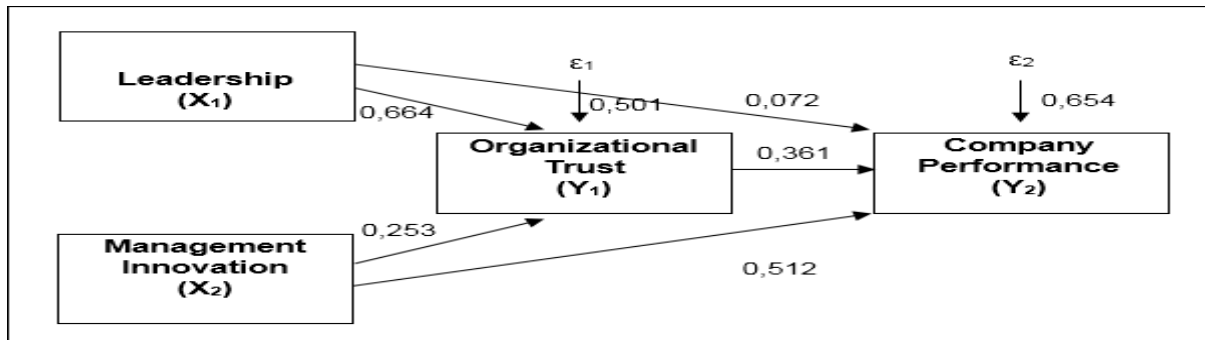 Leadership
(X₁)
0,664
ε₁
0,501
0,072
ε₂
0,654
Organizational
Trust
(Y₁)
0,361
Company
Performance
(Y₂)
Management
Innovation
(X₂)
0,253
0,512